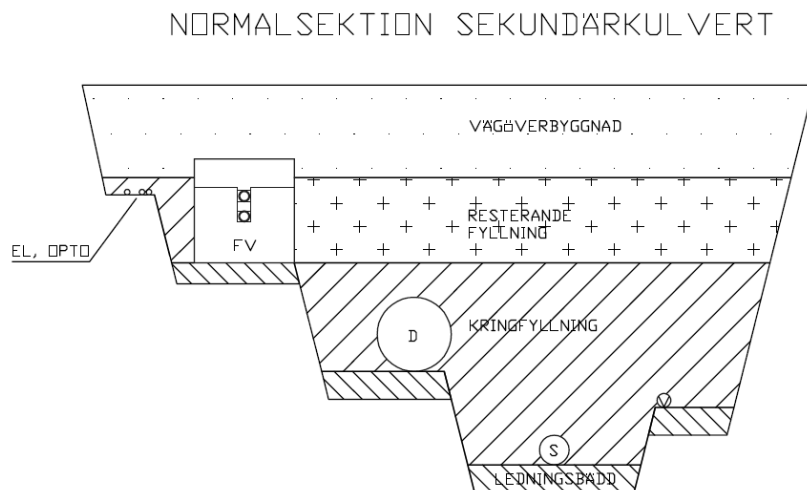 NORMALSEKTION SEKUNDÄRKULVERT
VÄGÖVERBYGGNAD
RESTERANDE
FYLLNING
FV
EL, OPTO
KRINGFYLLNING
D
V
S
LEDNINGSBÄDD